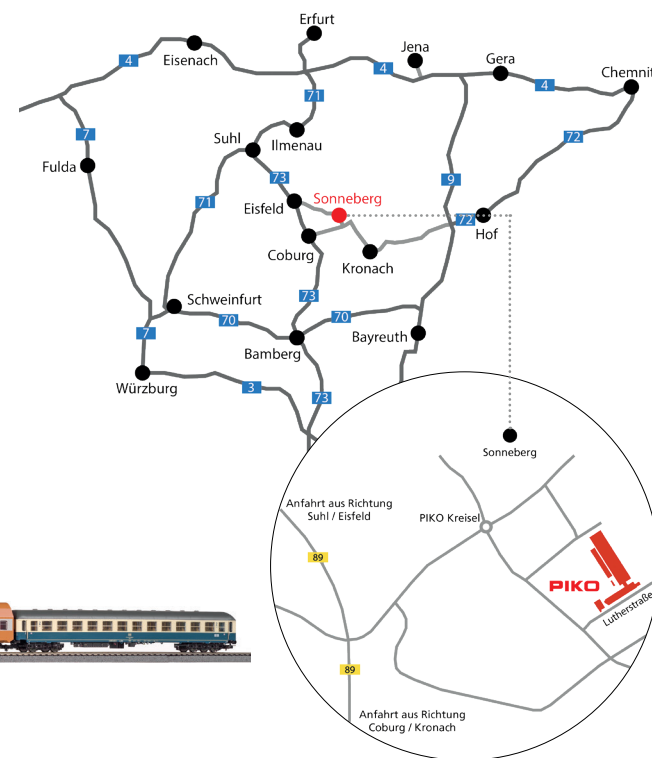 Erfurt
Jena
4
Eisenach
Gera
4
4
Chemnit
71
7
Suhl
Ilmenau
72
Fulda
73
Sonneberg
9
71
Eisfeld
72
Hof
Coburg
Kronach
73
Schweinfurt
70
70
7
Bayreuth
Bamberg
Würzburg
3
73
Sonneberg
Anfahrt aus Richtung
Suhl / Eisfeld
PIKO Kreisel
89
PIKO
Lutherstraße
89
Anfahrt aus Richtung
Coburg / Kronach